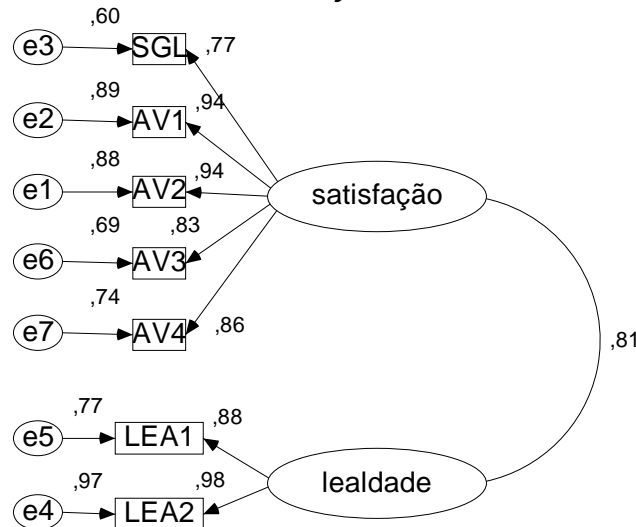 ,60
e3 SGL ,77
,89
e2 AV1 ,94
,88
e1 AV2 ,94
satisfação
,69 ,83
e6 AV3
,74
e7 AV4 ,86
,81
,77
e5 LEA1 ,88
lealdade
,97 ,98
e4 LEA2